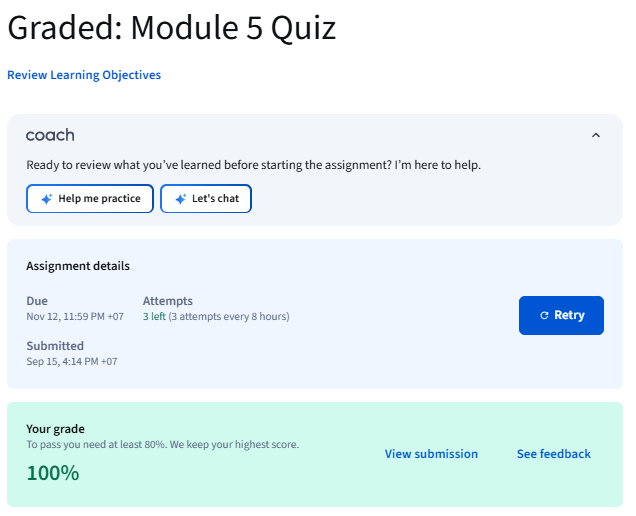 Graded: Module 5 Quiz
Review Learning Objectives
coach
Ready to review what you've learned before starting the assignment? I'm here to help.
Help me practice
Let's chat
Assignment details
Due
Nov 12, 11:59 PM +07
Attempts
3 left (3 attempts every 8 hours)
Retry
Submitted
Sep 15, 4:14 PM +07
Your grade
To pass you need at least 80%. We keep your highest score.
100%
View submission
See feedback